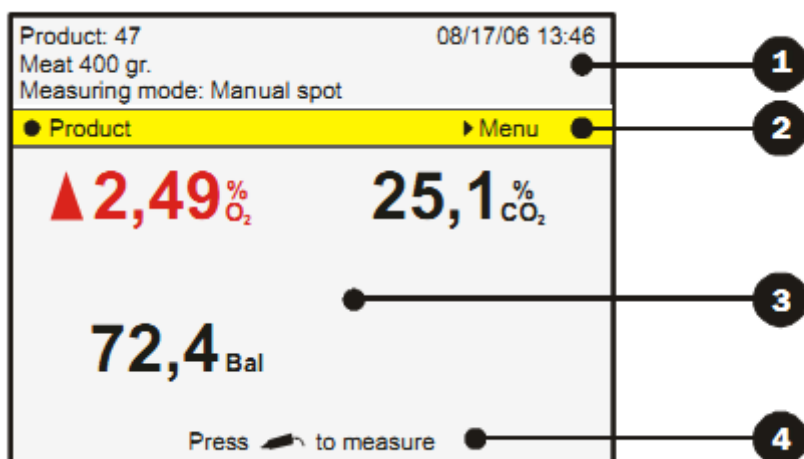 Product: 47 08/17/06 13:46
Meat 400 gr.
Measuring mode: Manual spot
1
Product Menu
2
2,49 % O₂ 25,1 % CO₂
3
72,4 Bal
Press to measure
4